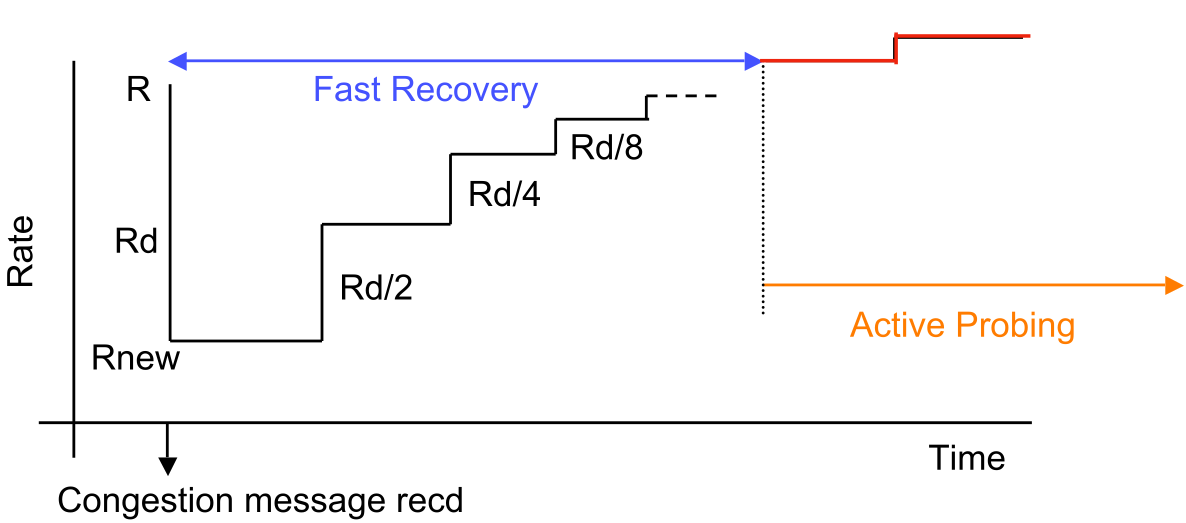 R
Fast Recovery
Rd/8
Rd/4
Rd
Rate
Rd/2
Active Probing
Rnew
Time
Congestion message recd